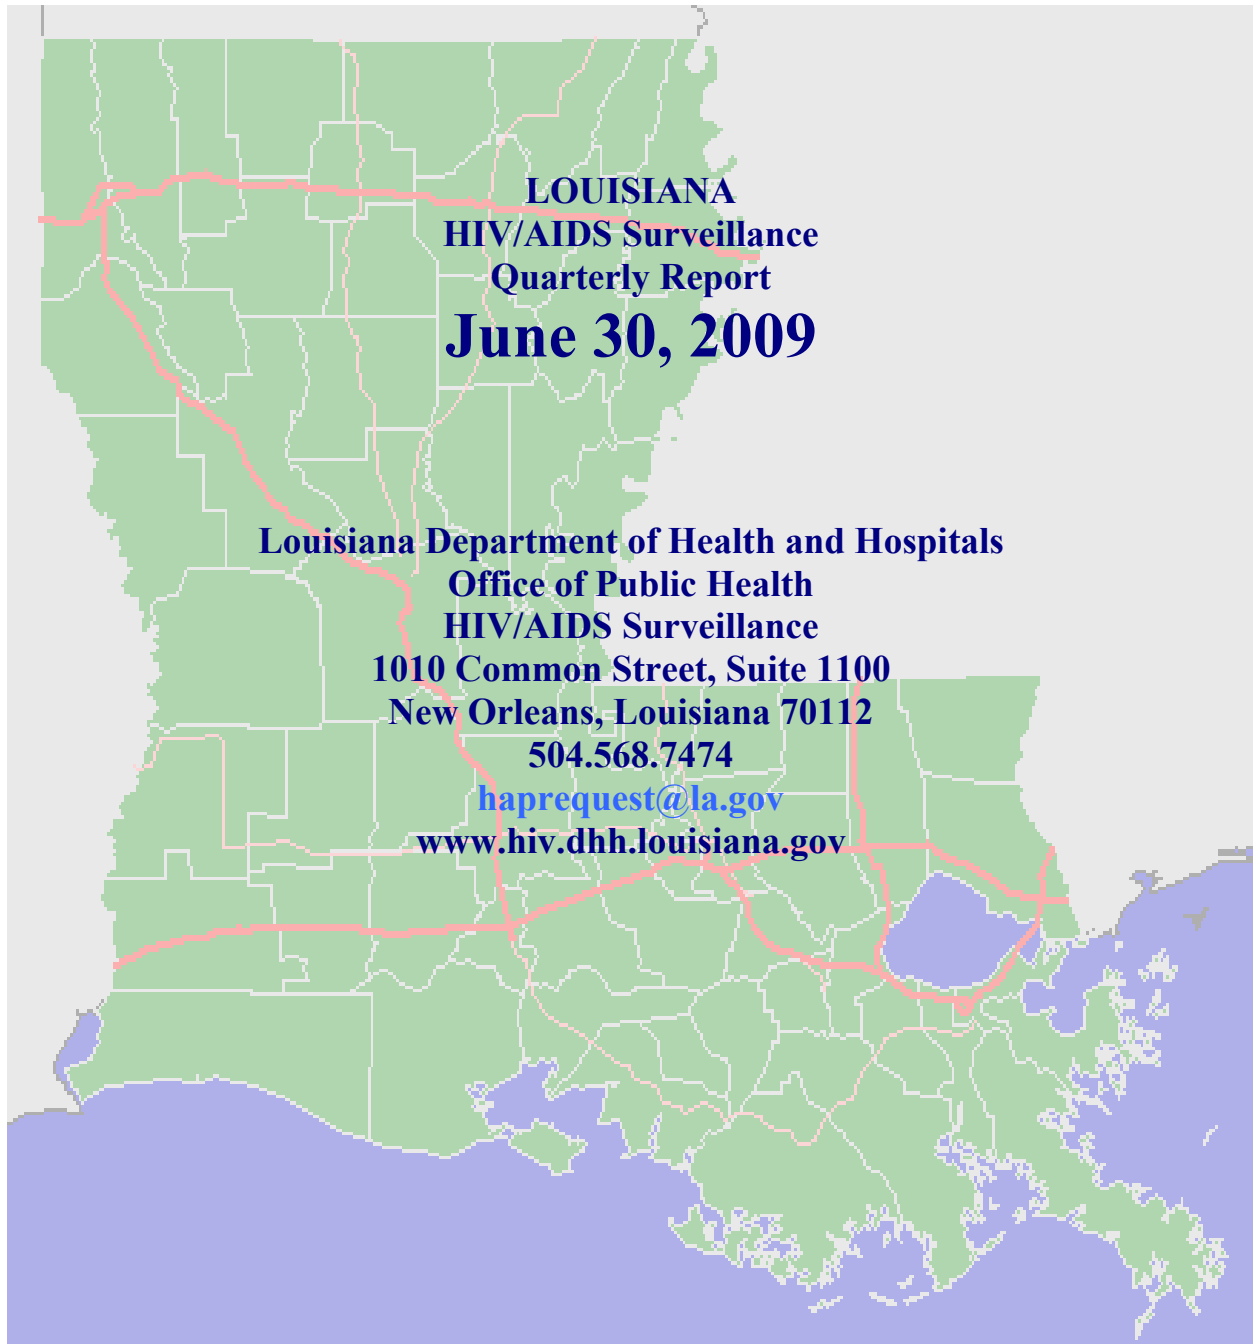 LOUISIANA
HIV/AIDS Surveillance
Quarterly Report
June 30, 2009
Louisiana Department of Health and Hospitals
Office of Public Health
HIV/AIDS Surveillance
1010 Common Street, Suite 1100
New Orleans, Louisiana 70112
504.568.7474
haprequest@la.gov
www.hiv.dhh.louisiana.gov